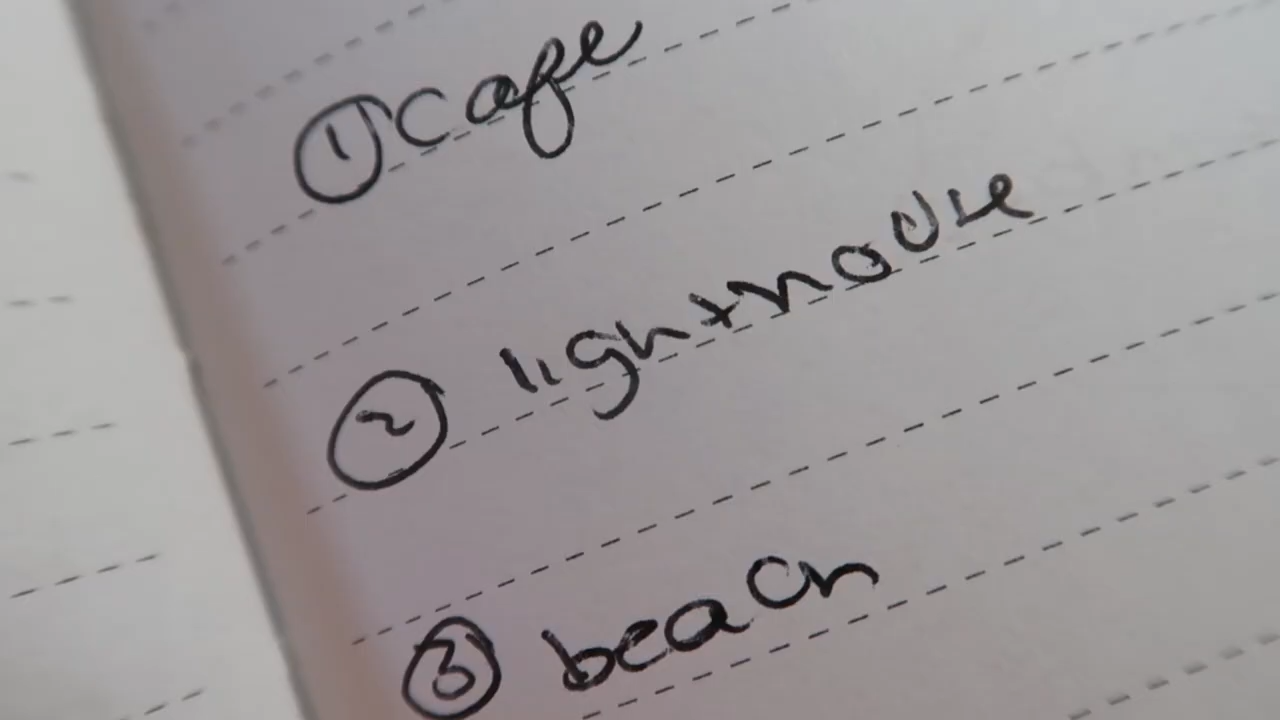 ① cafe
② lighthouse
③ beach